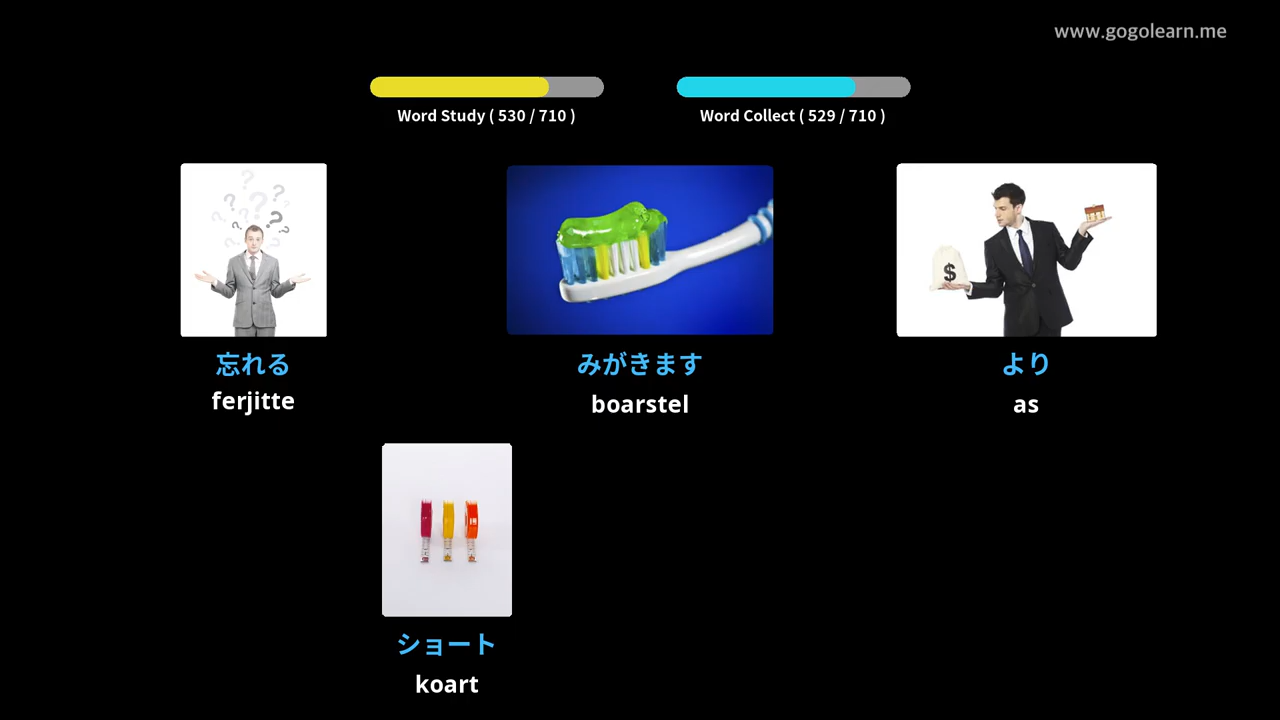 www.gogolearn.me
Word Study ( 530 / 710 )
Word Collect ( 529 / 710 )
$
忘れる
ferjitte
みがきます
boarstel
より
as
ショート
koart